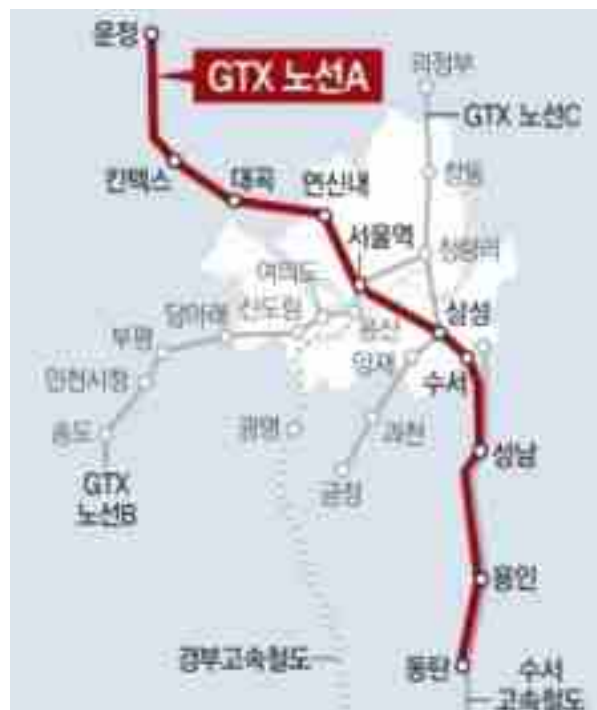 운정
GTX 노선A
의정부
GTX 노선C
킨텍스
대곡
연신내
창동
서울역
청량리
여의도
신도림
당아래
용산
삼성
부평
양재
수서
인천시청
송도
광명
과천
성남
GTX
노선B
금정
용인
경부고속철도
동탄
수서
고속철도